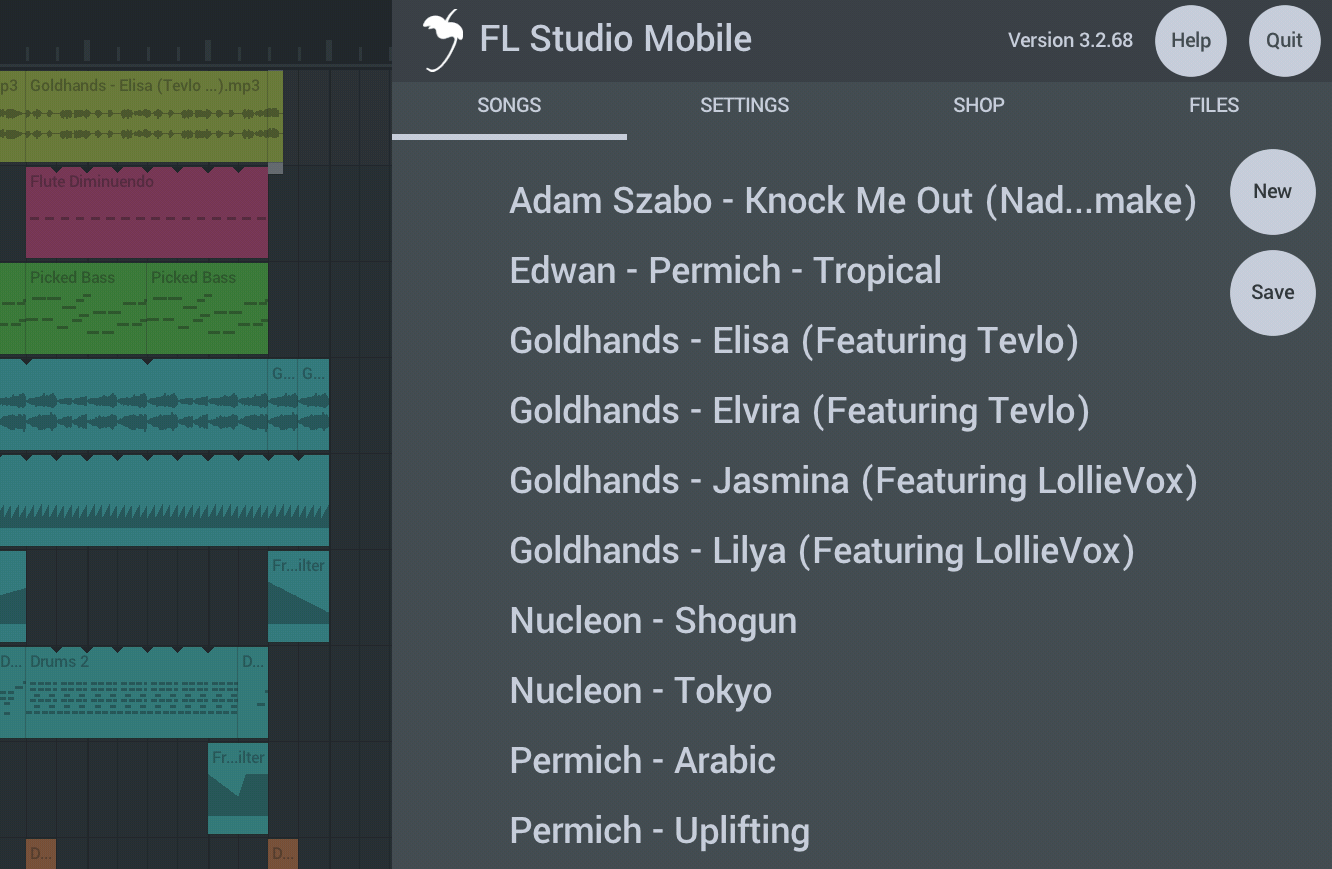 FL Studio Mobile
Version 3.2.68
Help
Quit
SONGS
SETTINGS
SHOP
FILES
p3
Goldhands - Elisa (Tevlo ...).mp3
Flute Diminuendo
Picked Bass
Picked Bass
G...
G...
Fr...ilter
D...
Drums 2
D...
Fr...ilter
D...
D...
Adam Szabo - Knock Me Out (Nad...make)
Edwan - Permich - Tropical
Goldhands - Elisa (Featuring Tevlo)
Goldhands - Elvira (Featuring Tevlo)
Goldhands - Jasmina (Featuring LollieVox)
Goldhands - Lilya (Featuring LollieVox)
Nucleon - Shogun
Nucleon - Tokyo
Permich - Arabic
Permich - Uplifting
New
Save